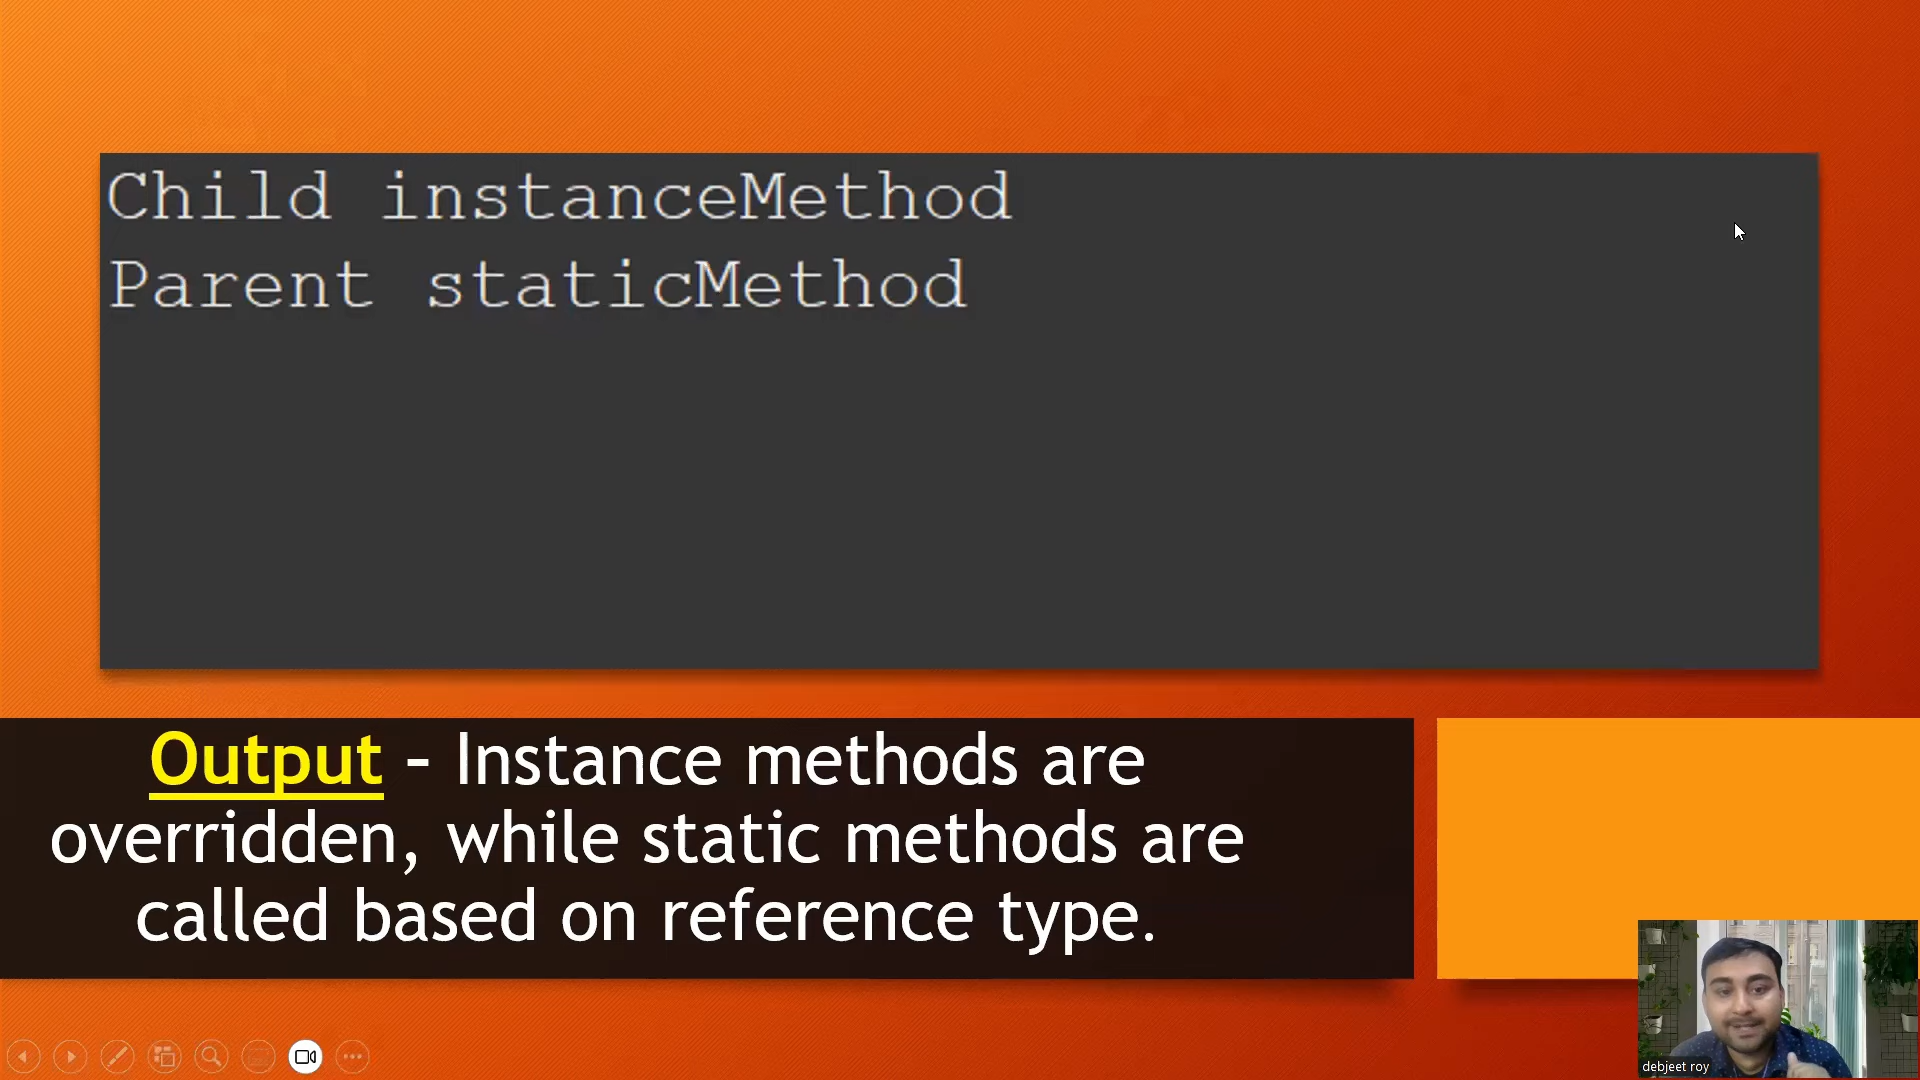 Child instanceMethod
Parent staticMethod
Output – Instance methods are
overridden, while static methods are
called based on reference type.
debjeet roy